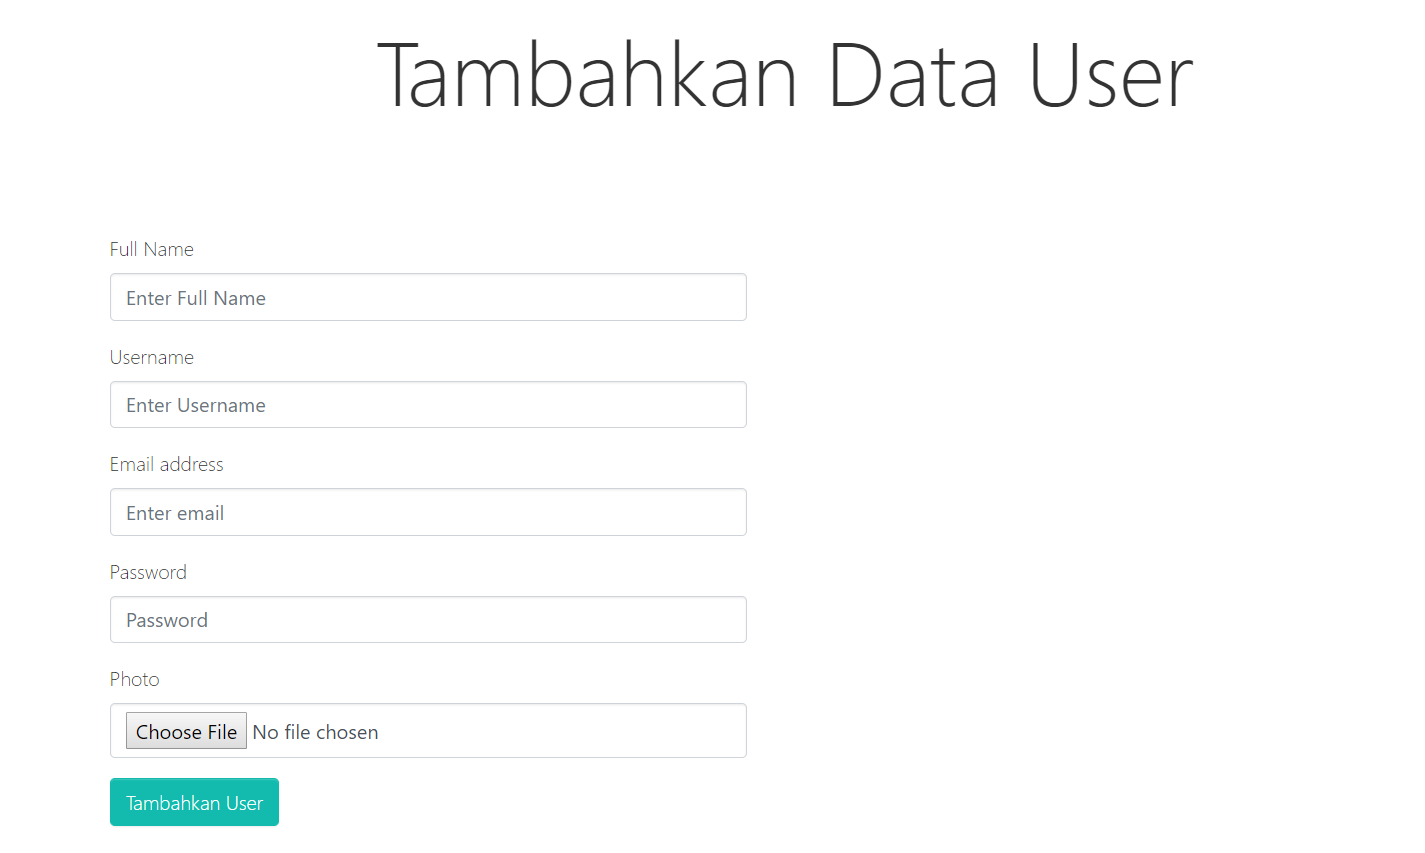 Tambahkan Data User
Full Name
Enter Full Name
Username
Enter Username
Email address
Enter email
Password
Password
Photo
Choose File No file chosen
Tambahkan User